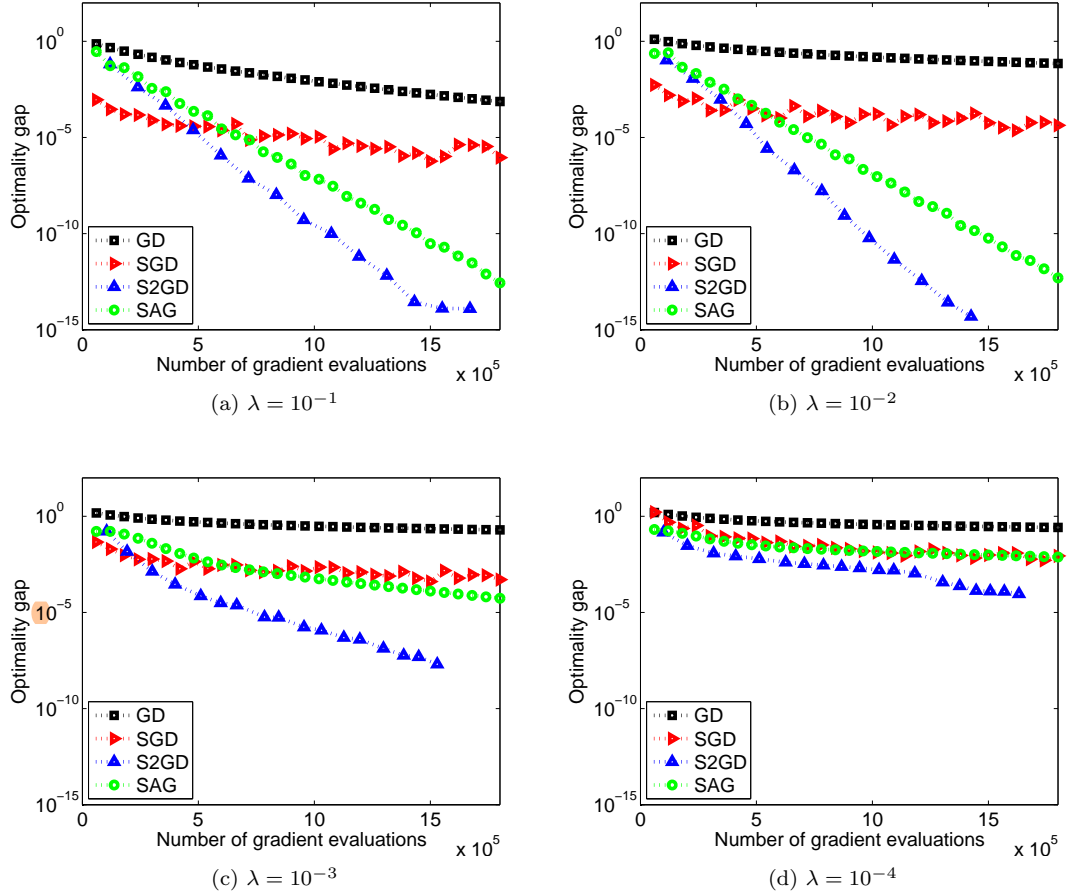 10^0
10^-5
10^-10
10^-15
Optimality gap
GD
SGD
S2GD
SAG
0 5 10 15
Number of gradient evaluations
x 10^5
(a) λ = 10^-1
10^0
10^-5
10^-10
10^-15
Optimality gap
GD
SGD
S2GD
SAG
0 5 10 15
Number of gradient evaluations
x 10^5
(b) λ = 10^-2
10^0
10^-5
10^-10
10^-15
Optimality gap
GD
SGD
S2GD
SAG
0 5 10 15
Number of gradient evaluations
x 10^5
(c) λ = 10^-3
10^0
10^-5
10^-10
10^-15
Optimality gap
GD
SGD
S2GD
SAG
0 5 10 15
Number of gradient evaluations
x 10^5
(d) λ = 10^-4